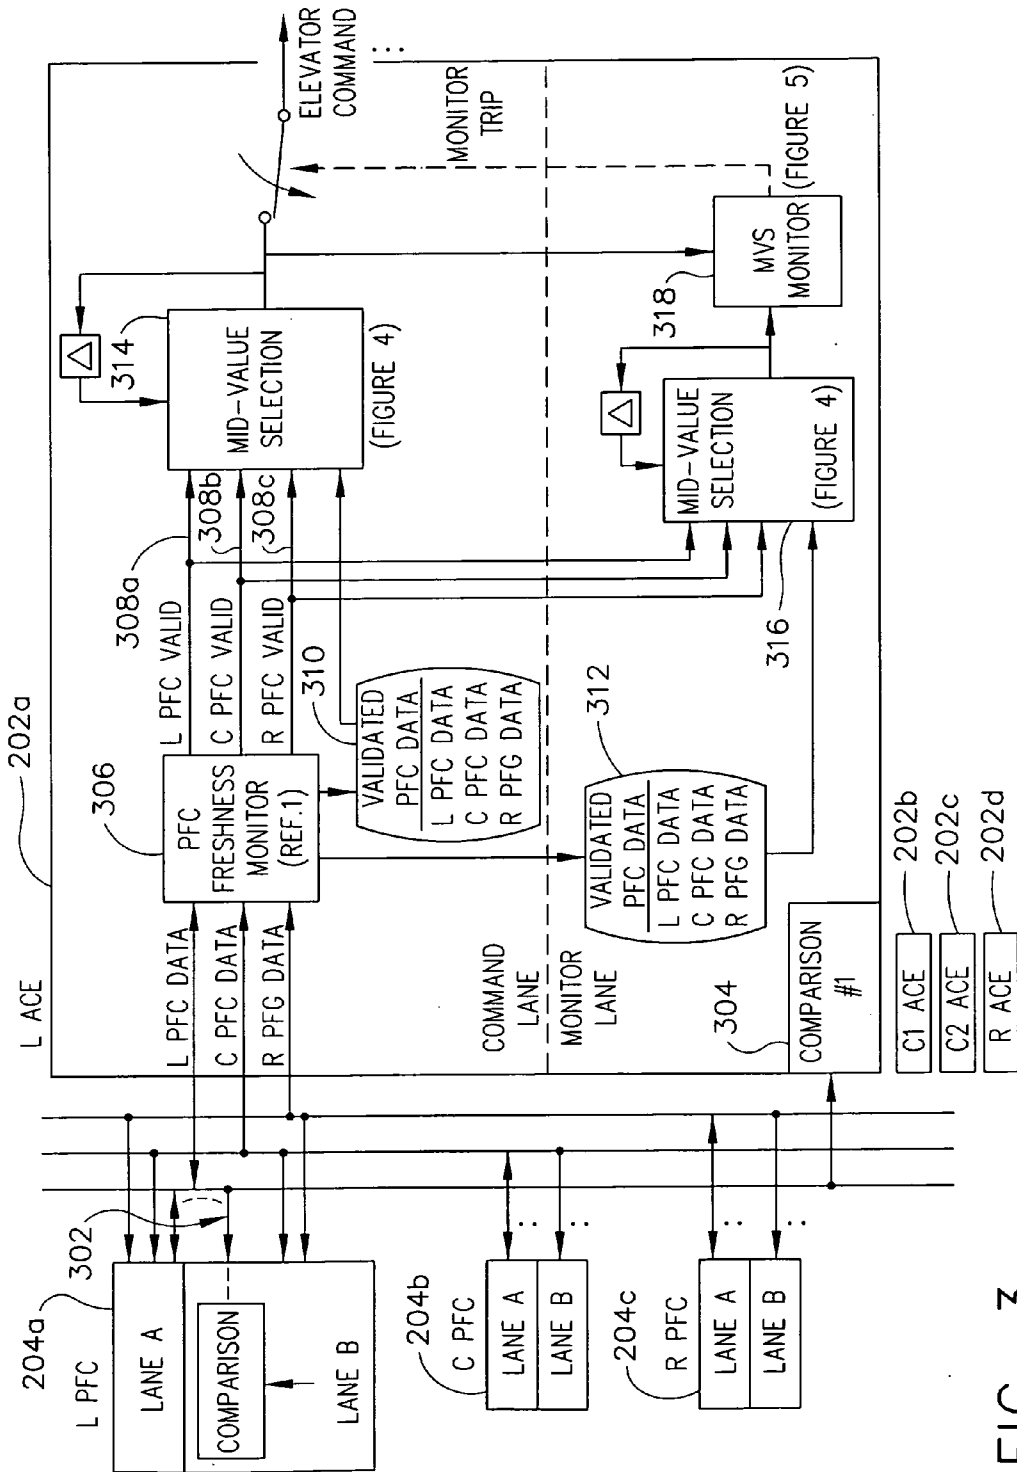 204a
L PFC
LANE A
302
COMPARISON
LANE B
204b
C PFC
LANE A
LANE B
204c
R PFC
LANE A
LANE B
L ACE
202a
L PFC DATA
C PFC DATA
R PFG DATA
306
PFC
FRESHNESS
MONITOR
(REF.1)
L PFC VALID
C PFC VALID
R PFC VALID
308a
308b
308c
310
VALIDATED
PFC DATA
L PFC DATA
C PFC DATA
R PFG DATA
314
MID-VALUE
SELECTION
(FIGURE 4)
△
ELEVATOR
COMMAND
...
MONITOR
TRIP
COMMAND
LANE
MONITOR
LANE
312
VALIDATED
PFC DATA
L PFC DATA
C PFC DATA
R PFG DATA
316
MID-VALUE
SELECTION
(FIGURE 4)
△
318
MVS
MONITOR
(FIGURE 5)
304
COMPARISON
#1
C1 ACE
202b
C2 ACE
202c
R ACE
202d
FIG. 3